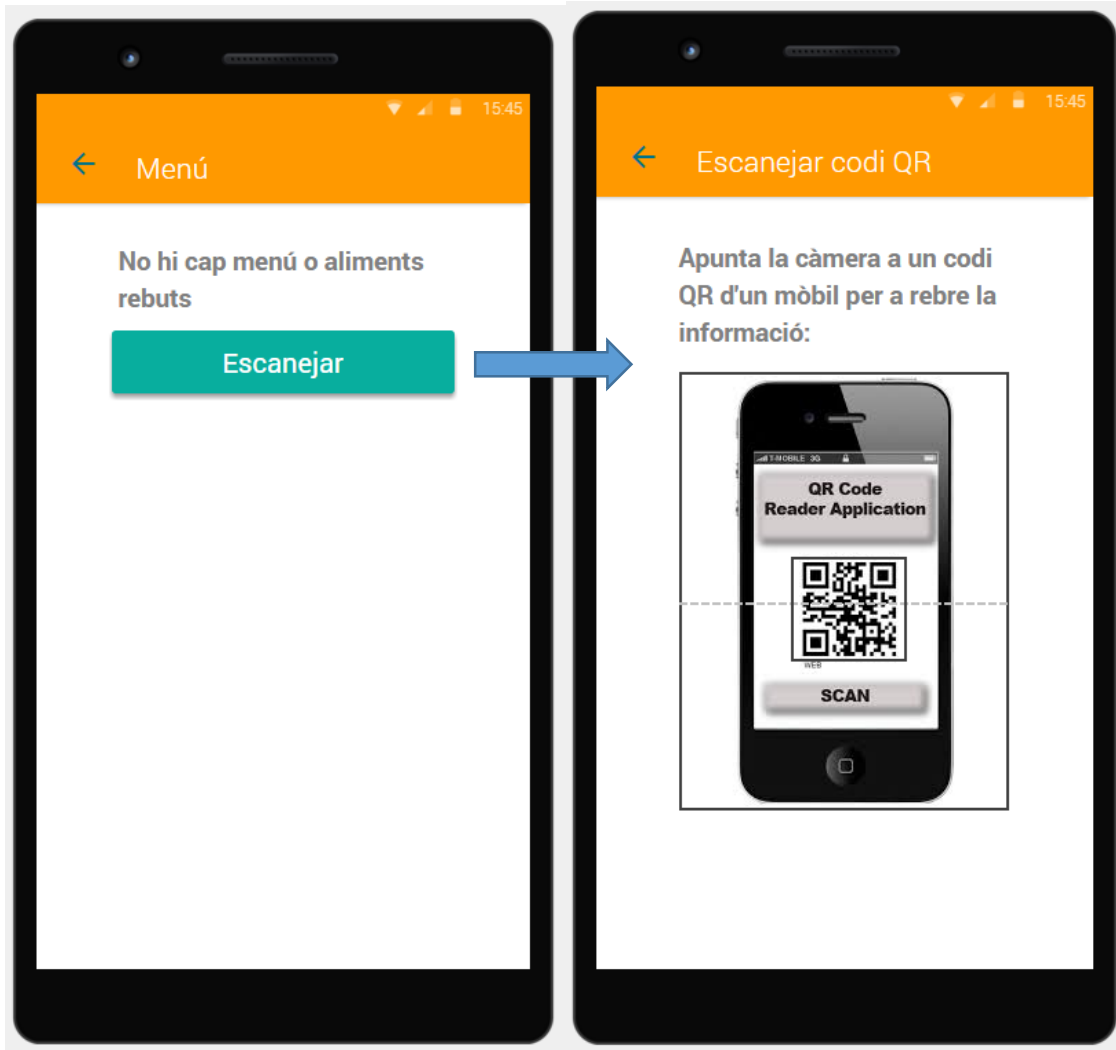 15:45
Menú
No hi cap menú o aliments
rebuts
Escanejar
15:45
Escanejar codi QR
Apunta la càmera a un codi
QR d'un mòbil per a rebre la
informació:
T-MOBILE 3G
QR Code
Reader Application
WEB
SCAN